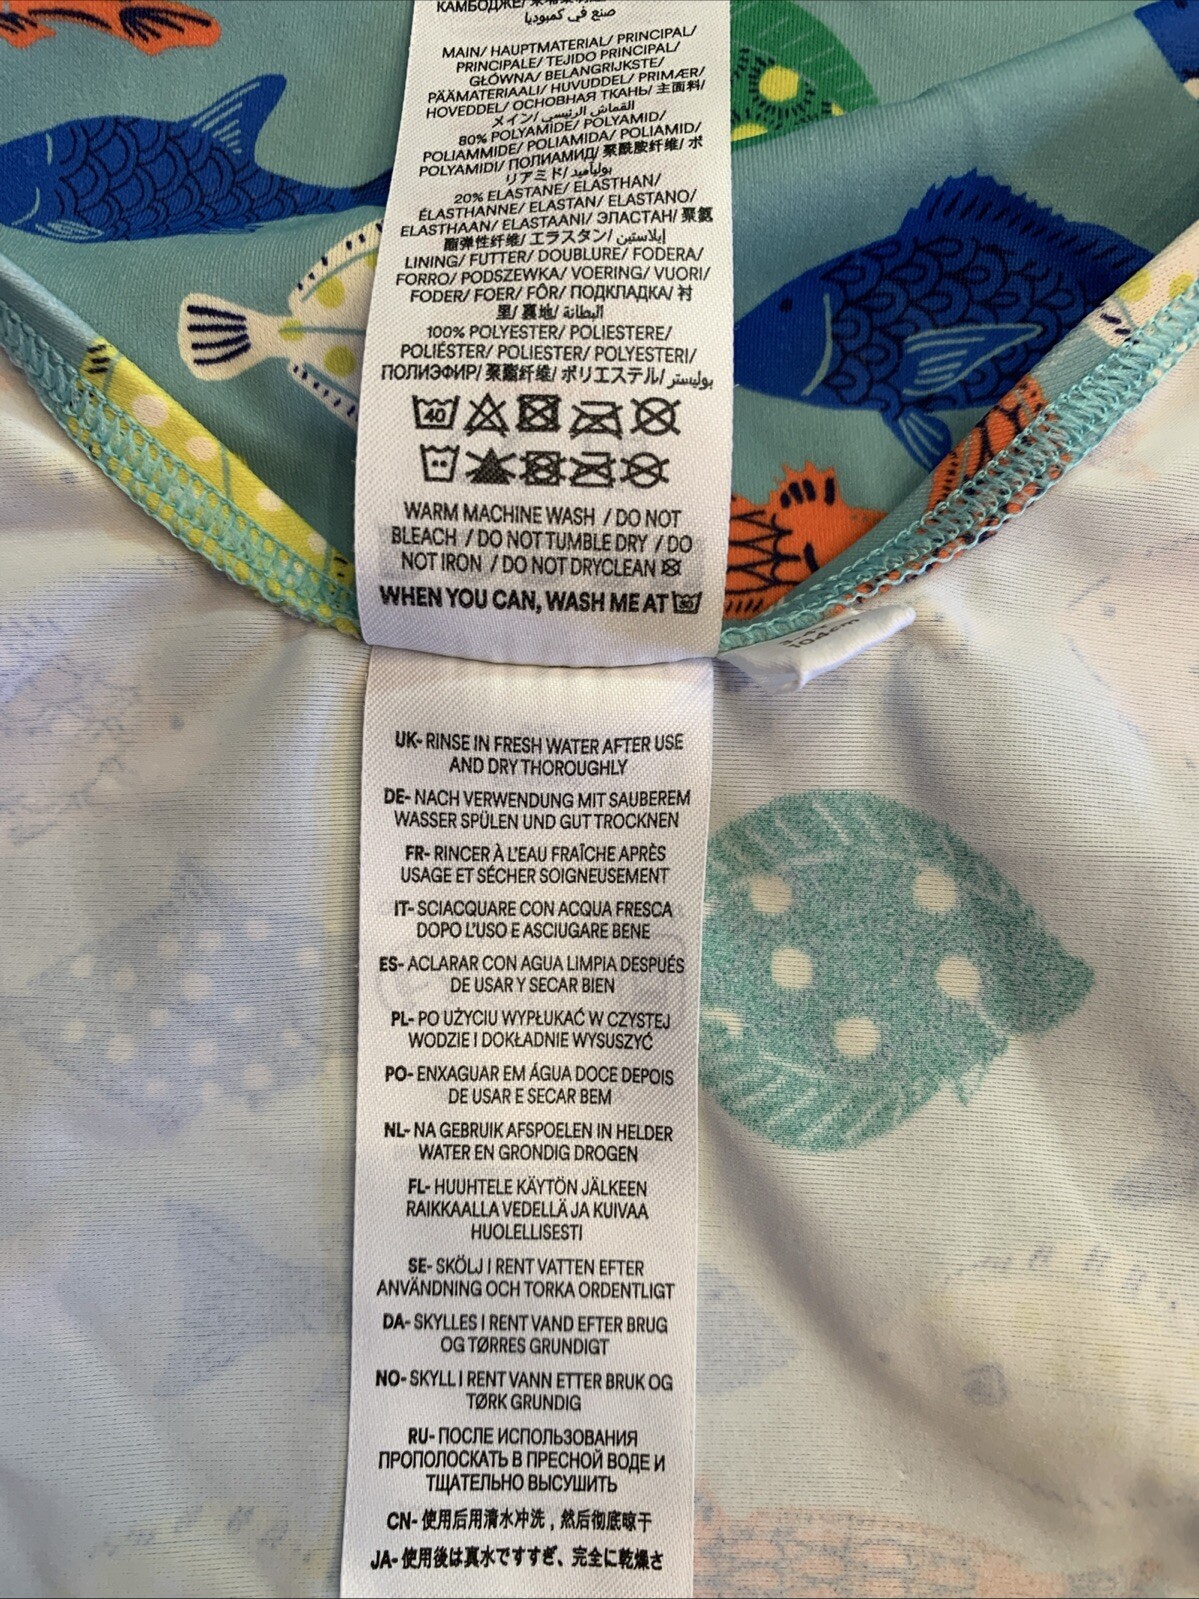 КАМБОДЖЕ/
صنع في كمبوديا
MAIN/ HAUPTMATERIAL/ PRINCIPAL/
PRINCIPALE/ TEJIDO PRINCIPAL/
GŁÓWNA/ BELANGRIJKSTE/
PÄÄMATERIAALI/ HUVUDDEL/ PRIMÆR/
HOVEDDEL/ ОСНОВНАЯ ТКАНЬ/ 主面料/
メイン/ القماش الرئيسي/
80% POLYAMIDE/ POLYAMID/
POLIAMMIDE/ POLIAMIDA/ POLIAMID/
POLYAMIDI/ ПОЛИАМИД/ 聚酰胺纤维/ ポ
リアミド/ بولياميد
20% ELASTANE/ ELASTHAN/
ÉLASTHANNE/ ELASTAN/ ELASTANO/
ELASTHAAN/ ELASTAANI/ ЭЛАСТАН/ 聚氨
酯弹性纤维/ エラスタン/ إيلاستين
LINING/ FUTTER/ DOUBLURE/ FODERA/
FORRO/ PODSZEWKA/ VOERING/ VUORI/
FODER/ FOER/ FÔR/ ПОДКЛАДКА/ 衬
里/ 裏地/ البطانة/
100% POLYESTER/ POLIESTERE/
POLIÉSTER/ POLIESTER/ POLYESTERI/
ПОЛИЭФИР/ 聚酯纤维/ ポリエステル/ بوليستر
40
WARM MACHINE WASH / DO NOT
BLEACH / DO NOT TUMBLE DRY / DO
NOT IRON / DO NOT DRYCLEAN
WHEN YOU CAN, WASH ME AT 30
104cm
UK- RINSE IN FRESH WATER AFTER USE
AND DRY THOROUGHLY
DE- NACH VERWENDUNG MIT SAUBEREM
WASSER SPÜLEN UND GUT TROCKNEN
FR- RINCER À L'EAU FRAÎCHE APRÈS
USAGE ET SÉCHER SOIGNEUSEMENT
IT- SCIACQUARE CON ACQUA FRESCA
DOPO L'USO E ASCIUGARE BENE
ES- ACLARAR CON AGUA LIMPIA DESPUÉS
DE USAR Y SECAR BIEN
PL- PO UŻYCIU WYPŁUKAĆ W CZYSTEJ
WODZIE I DOKŁADNIE WYSUSZYĆ
PO- ENXAGUAR EM ÁGUA DOCE DEPOIS
DE USAR E SECAR BEM
NL- NA GEBRUIK AFSPOELEN IN HELDER
WATER EN GRONDIG DROGEN
FL- HUUHTELE KÄYTÖN JÄLKEEN
RAIKKAALLA VEDELLÄ JA KUIVAA
HUOLELLISESTI
SE- SKÖLJ I RENT VATTEN EFTER
ANVÄNDNING OCH TORKA ORDENTLIGT
DA- SKYLLES I RENT VAND EFTER BRUG
OG TØRRES GRUNDIGT
NO- SKYLL I RENT VANN ETTER BRUK OG
TØRK GRUNDIG
RU- ПОСЛЕ ИСПОЛЬЗОВАНИЯ
ПРОПОЛОСКАТЬ В ПРЕСНОЙ ВОДЕ И
ТЩАТЕЛЬНО ВЫСУШИТЬ
CN- 使用后用清水冲洗，然后彻底晾干
JA- 使用後は真水ですすぎ、完全に乾燥さ